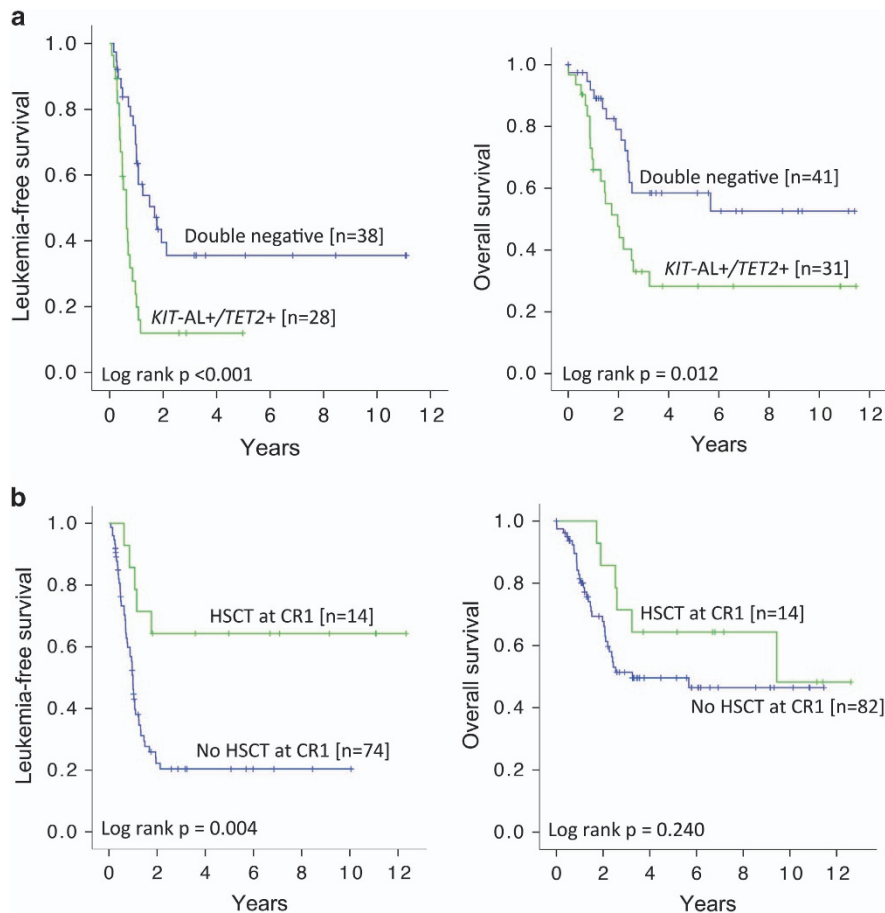 a
Leukemia-free survival
1.0
0.8
0.6
0.4
0.2
0.0
Double negative [n=38]
KIT-AL+/TET2+ [n=28]
Log rank p <0.001
0 2 4 6 8 10 12
Years
Overall survival
1.0
0.8
0.6
0.4
0.2
0.0
Double negative [n=41]
KIT-AL+/TET2+ [n=31]
Log rank p = 0.012
0 2 4 6 8 10 12
Years
b
Leukemia-free survival
1.0
0.8
0.6
0.4
0.2
0.0
HSCT at CR1 [n=14]
No HSCT at CR1 [n=74]
Log rank p = 0.004
0 2 4 6 8 10 12
Years
Overall survival
1.0
0.8
0.6
0.4
0.2
0.0
HSCT at CR1 [n=14]
No HSCT at CR1 [n=82]
Log rank p = 0.240
0 2 4 6 8 10 12
Years